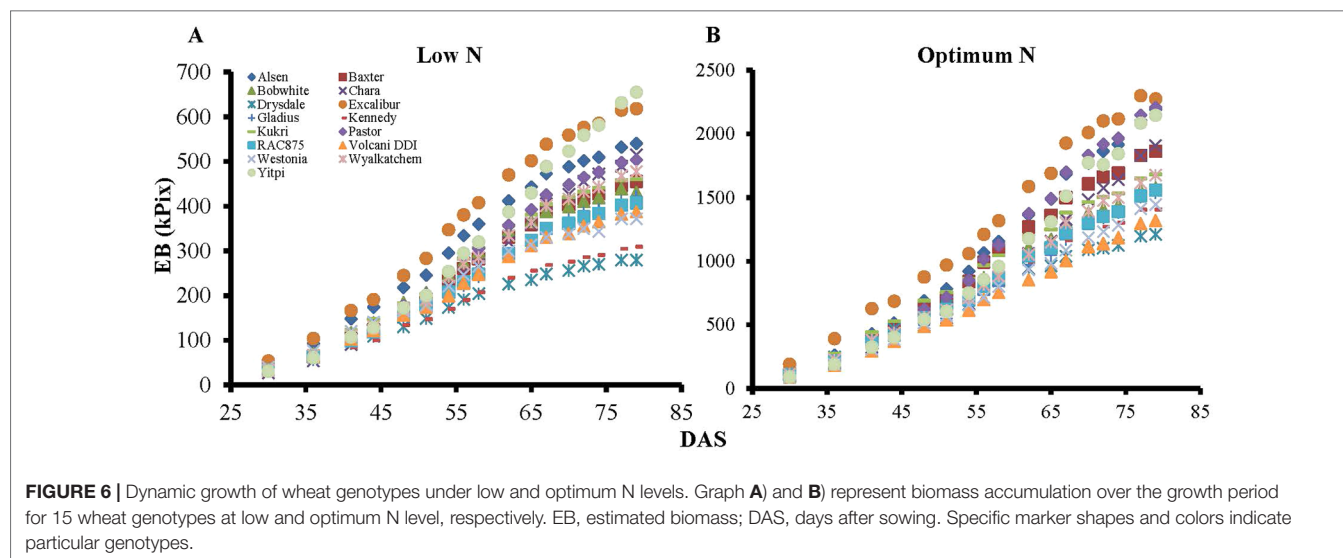 A
Low N
EB (kPix)
700
600
500
400
300
200
100
0
Alsen Baxter
Bobwhite Chara
Drysdale Excalibur
Gladius Kennedy
Kukri Pastor
RAC875 Volcani DDI
Westonia Wyalkatchem
Yitpi
25 35 45 55 65 75 85
B
Optimum N
2500
2000
1500
1000
500
0
25 35 45 55 65 75 85
DAS
FIGURE 6 | Dynamic growth of wheat genotypes under low and optimum N levels. Graph A) and B) represent biomass accumulation over the growth period
for 15 wheat genotypes at low and optimum N level, respectively. EB, estimated biomass; DAS, days after sowing. Specific marker shapes and colors indicate
particular genotypes.